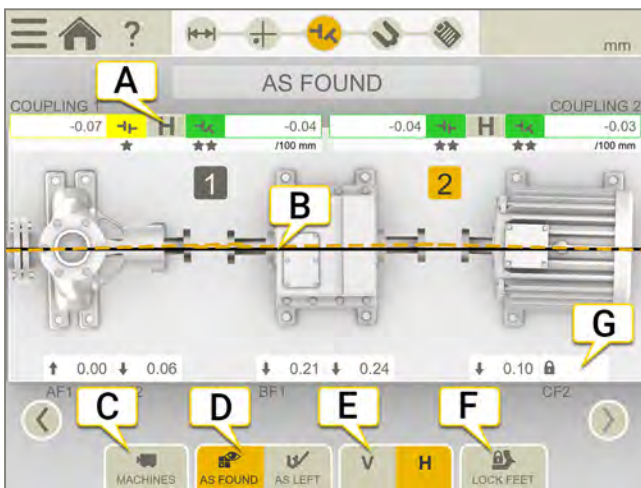 ?
mm
AS FOUND
A
COUPLING 1
COUPLING 2
-0.07 H -0.04
-0.04 H -0.03
/100 mm
/100 mm
1
2
B
G
0.00 0.06
0.21 0.24
0.10
AF1
BF1
CF2
C
D
E
F
MACHINES
AS FOUND
AS LEFT
V
H
LOCK FEET